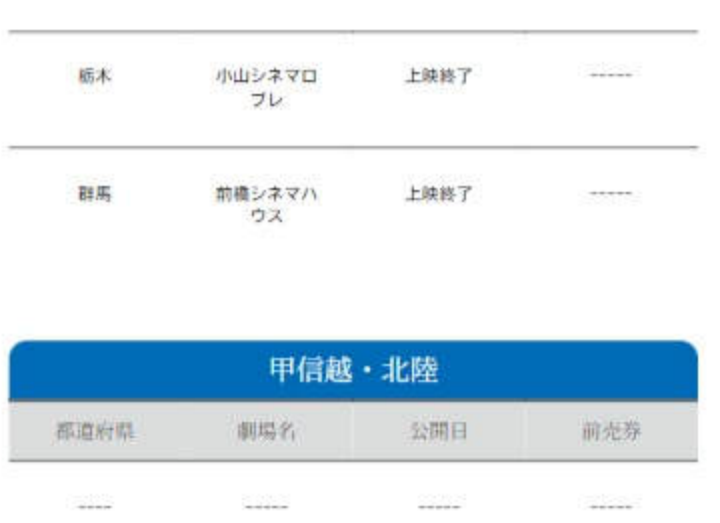 栃木 小山シネマロ 上映終了 -----
ブレ
群馬 前橋シネマハ 上映終了 -----
ウス
甲信越・北陸
都道府県 劇場名 公開日 前売券
---- ----- ----- -----